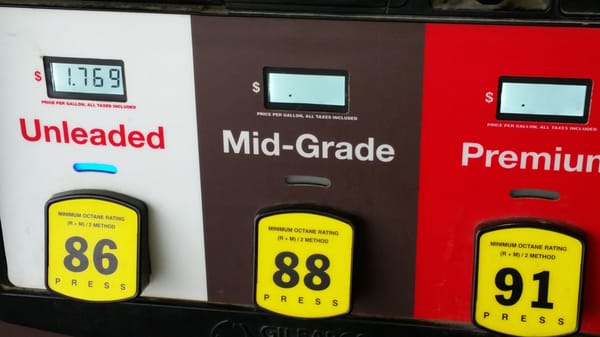 $ 1.769
PRICE PER GALLON, ALL TAXES INCLUDED
Unleaded
MINIMUM OCTANE RATING
(R + M) / 2 METHOD
86
PRESS
$ .
PRICE PER GALLON, ALL TAXES INCLUDED
Mid-Grade
MINIMUM OCTANE RATING
(R + M) / 2 METHOD
88
PRESS
$ .
PRICE PER GALLON, ALL TAXES INCLUDED
Premium
MINIMUM OCTANE RATING
(R + M) / 2 METHOD
91
PRESS